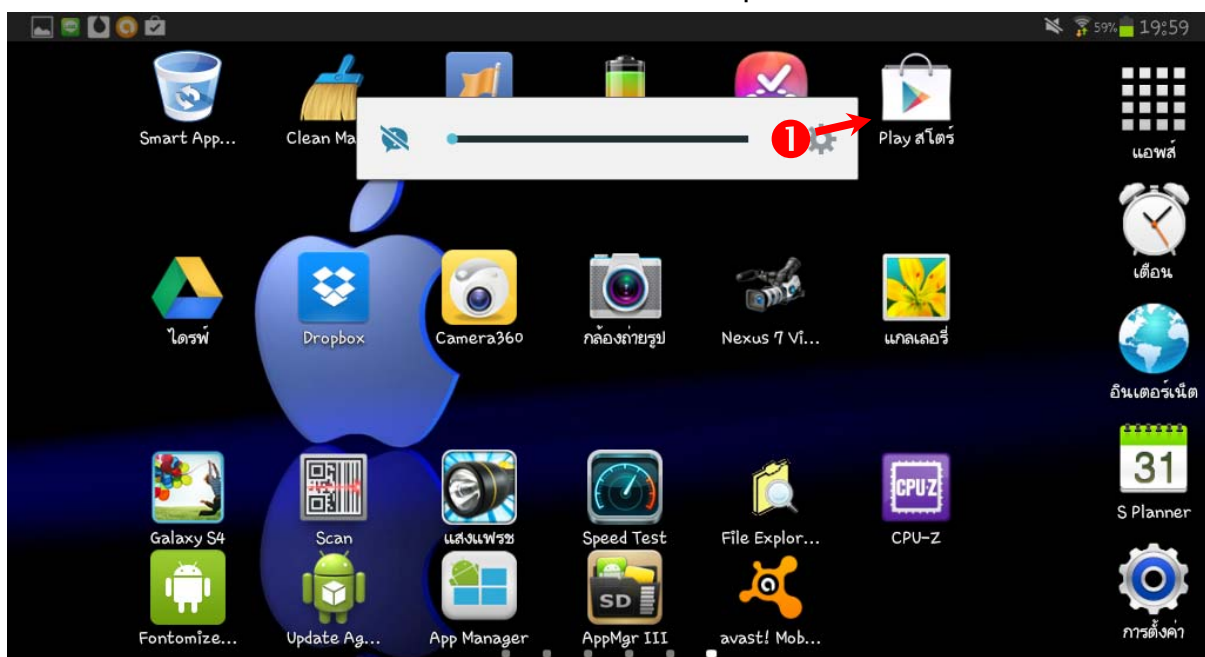 59% 19:59
Smart App...
Clean Ma
1
Play สโตร์
แอพส์
เตือน
ไดรฟ์
Dropbox
Camera360
กล้องถ่ายรูป
Nexus 7 Vi...
แกลเลอรี่
อินเตอร์เน็ต
CPU-Z
31
Galaxy S4
Scan
แสงแฟรช
Speed Test
File Explor...
CPU-Z
S Planner
SD
Fontomize...
Update Ag...
App Manager
AppMgr III
avast! Mob...
การตั้งค่า